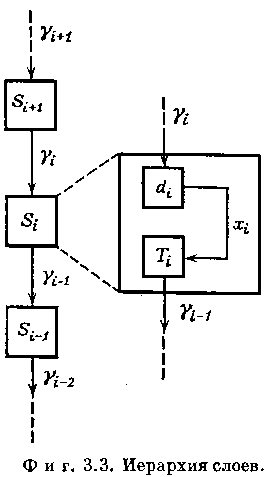 γi+1
Si+1
γi
γi
di
Si
xi
Ti
γi-1
γi-1
Si-1
γi-2
Фиг. 3.3. Иерархия слоев.